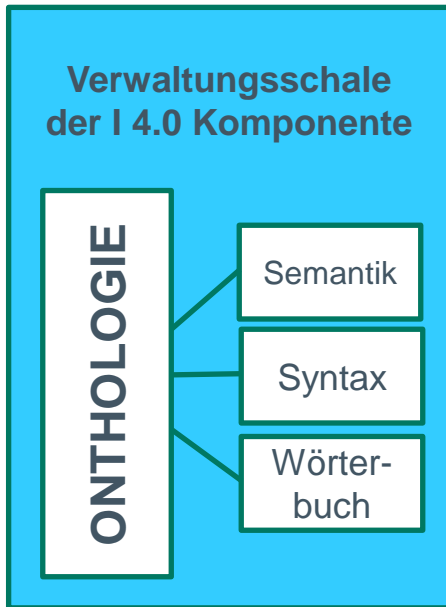 Verwaltungsschale
der I 4.0 Komponente
ONTHOLOGIE
Semantik
Syntax
Wörter-
buch